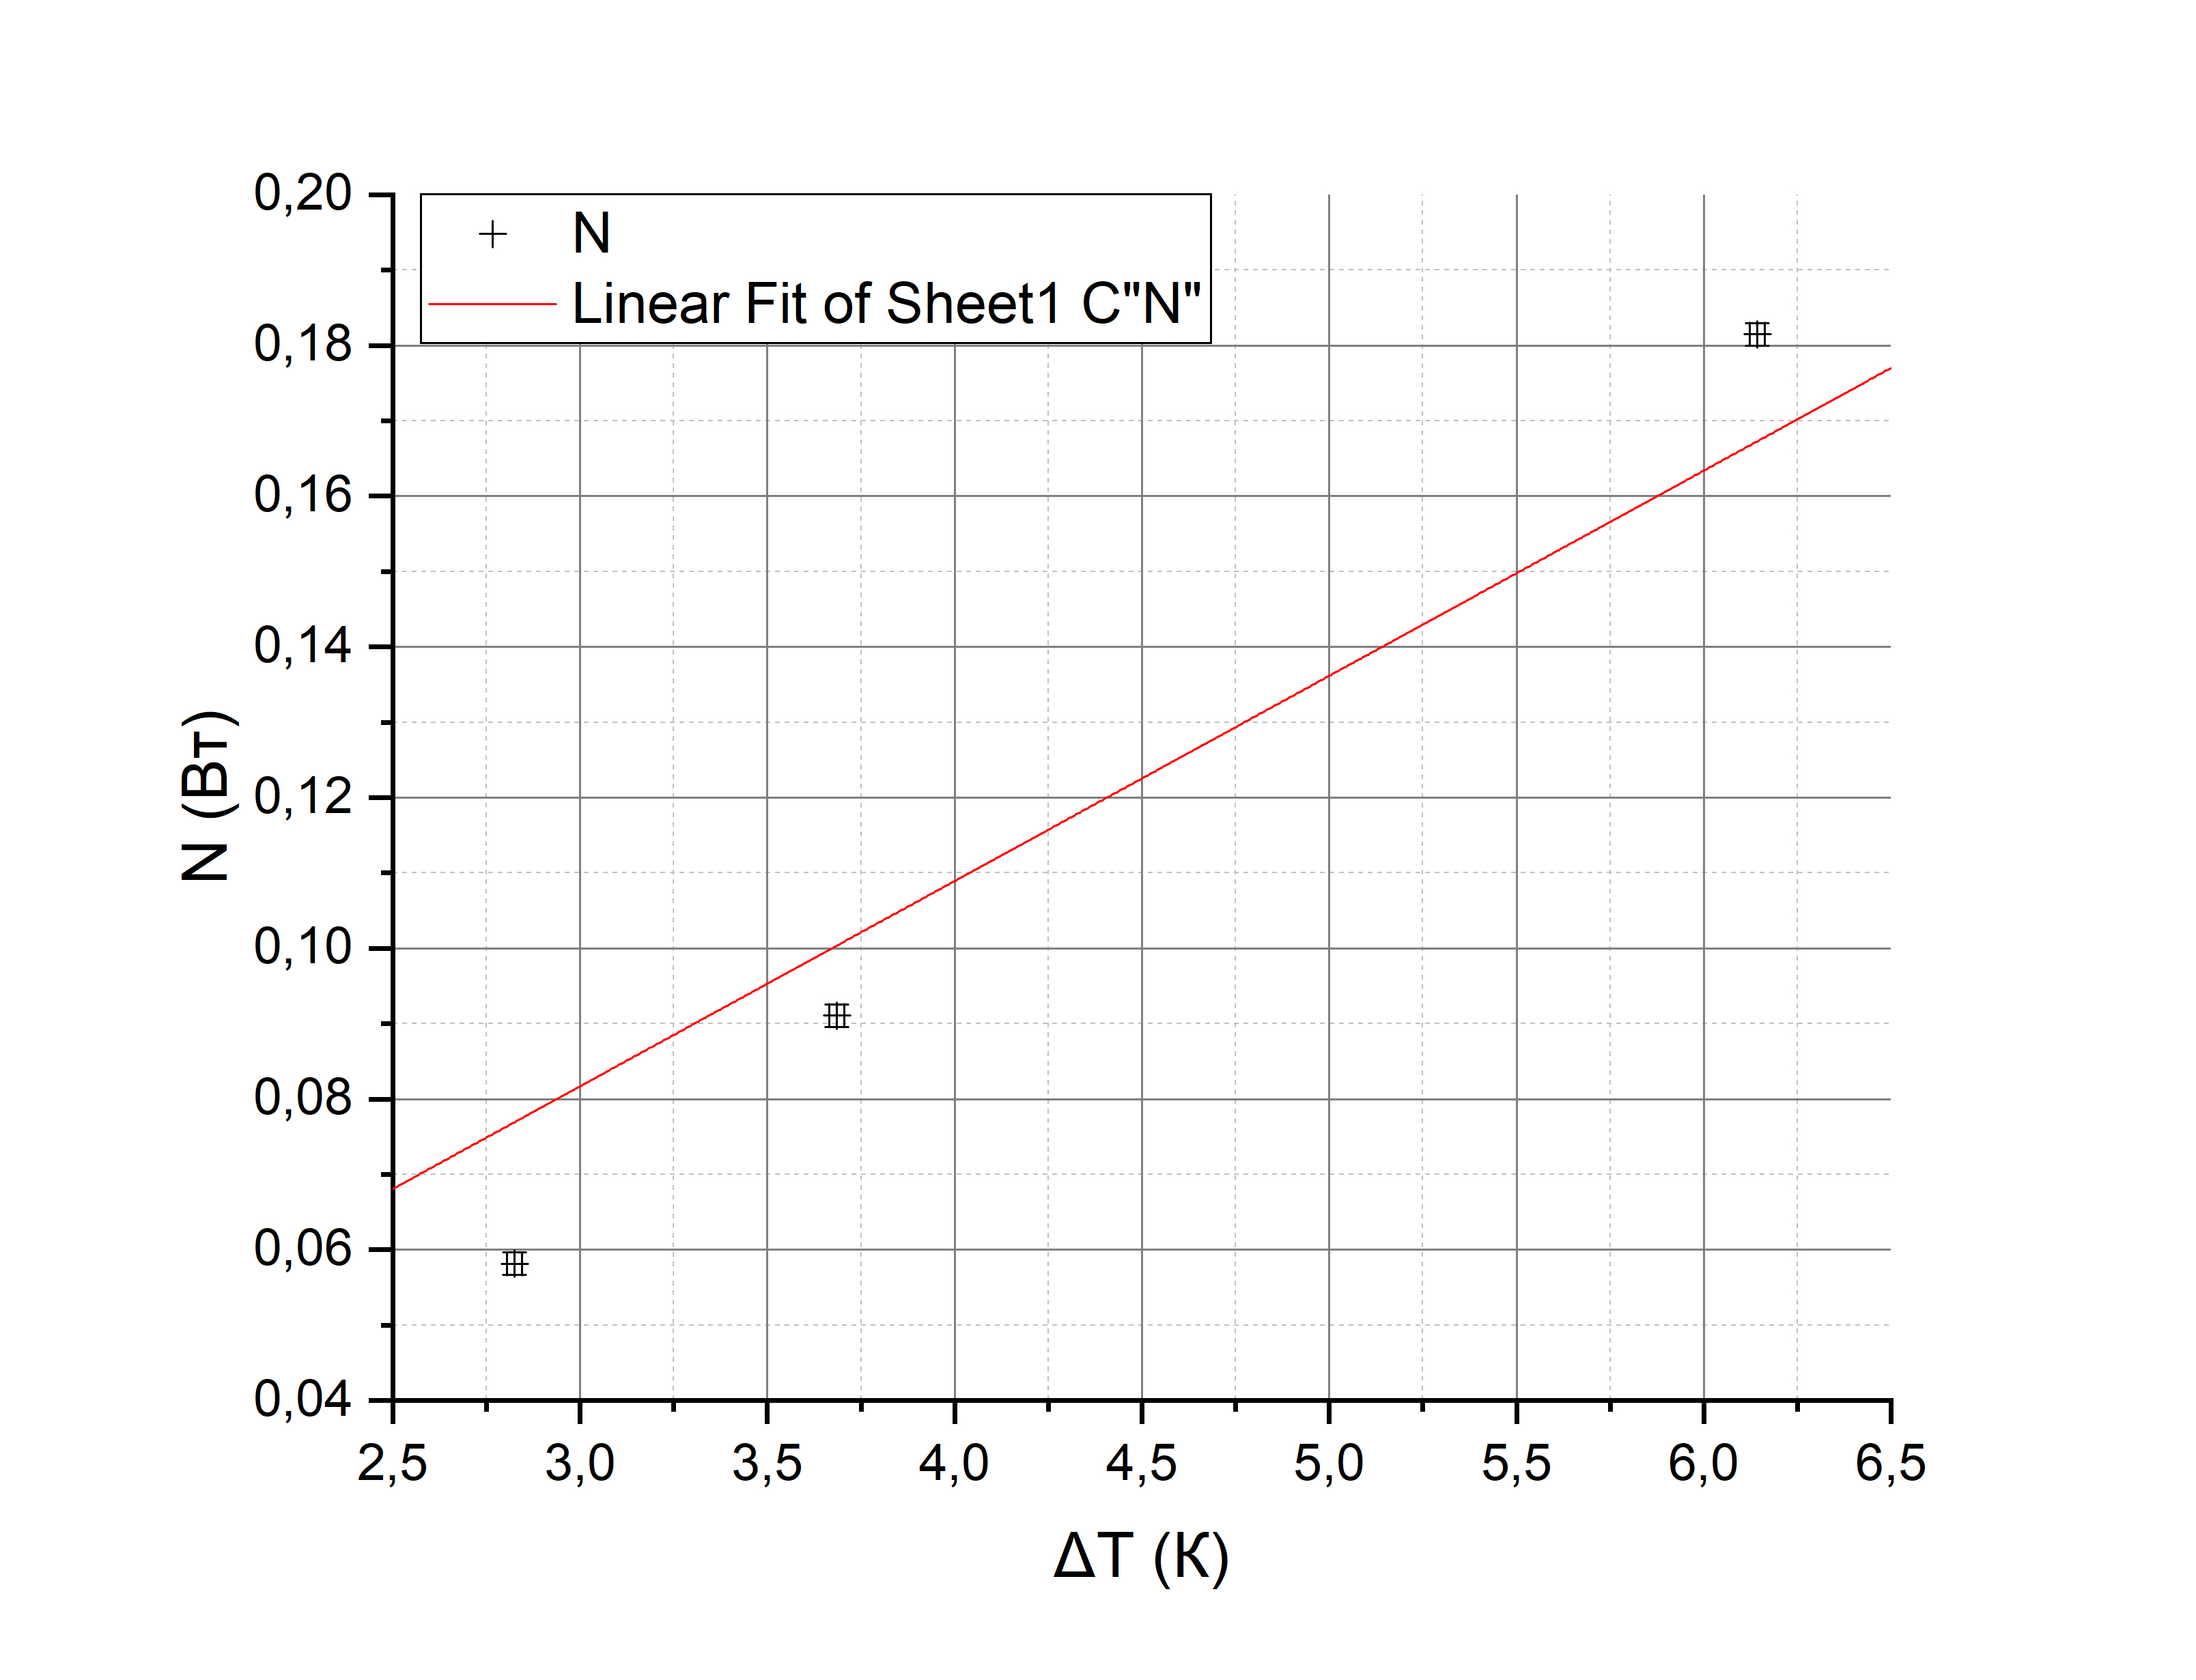 N
Linear Fit of Sheet1 C"N"
0,20
0,18
0,16
0,14
0,12
0,10
0,08
0,06
0,04
N (Вт)
2,5 3,0 3,5 4,0 4,5 5,0 5,5 6,0 6,5
ΔT (К)